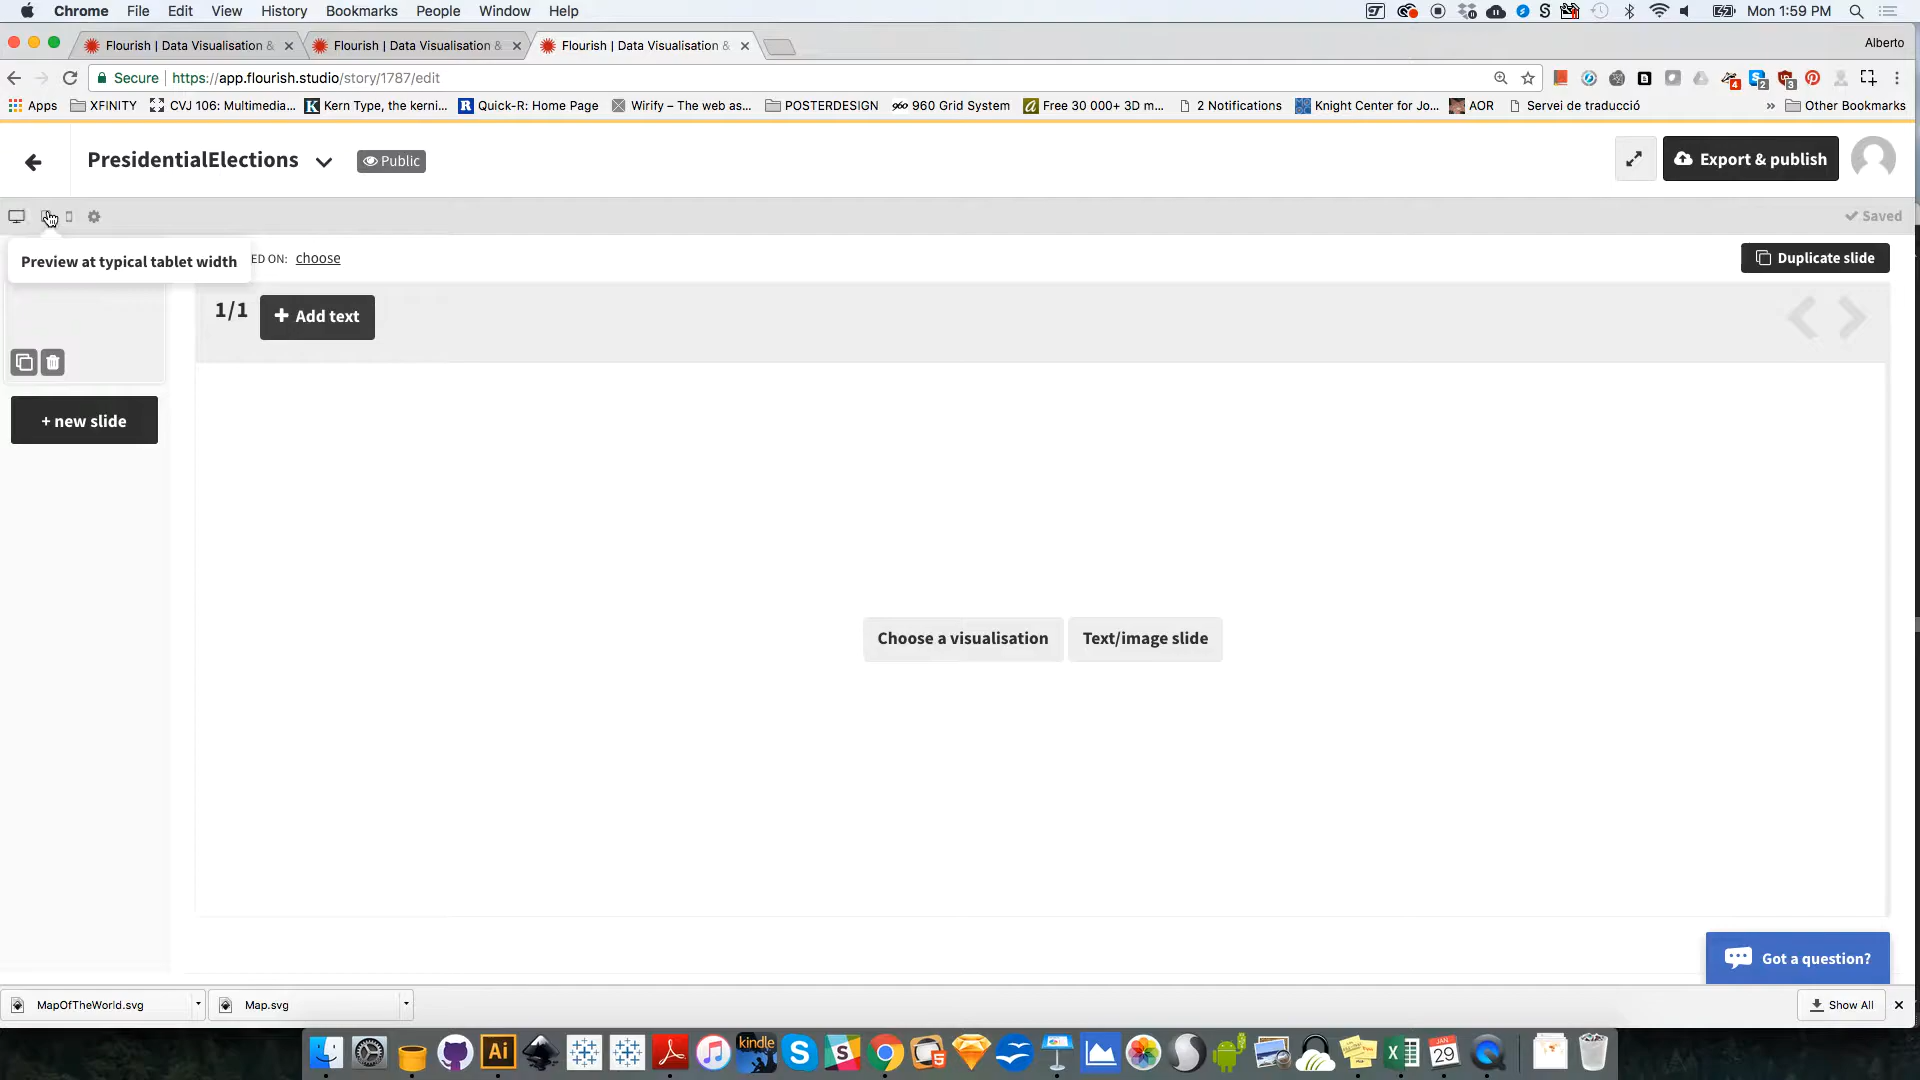 Chrome File Edit View History Bookmarks People Window Help Mon 1:59 PM
Flourish | Data Visualisation & Flourish | Data Visualisation & Flourish | Data Visualisation & Alberto
Secure https://app.flourish.studio/story/1787/edit
Apps XFINITY CVJ 106: Multimedia... Kern Type, the kerni... Quick-R: Home Page Wirify – The web as... POSTERDESIGN 960 Grid System Free 30 000+ 3D m... 2 Notifications Knight Center for Jo... AOR Servei de traducció » Other Bookmarks
PresidentialElections Public Export & publish
Saved
Preview at typical tablet width
ED ON: choose Duplicate slide
1/1 + Add text
+ new slide
Choose a visualisation Text/image slide
Got a question?
MapOfTheWorld.svg Map.svg Show All
kindle
29